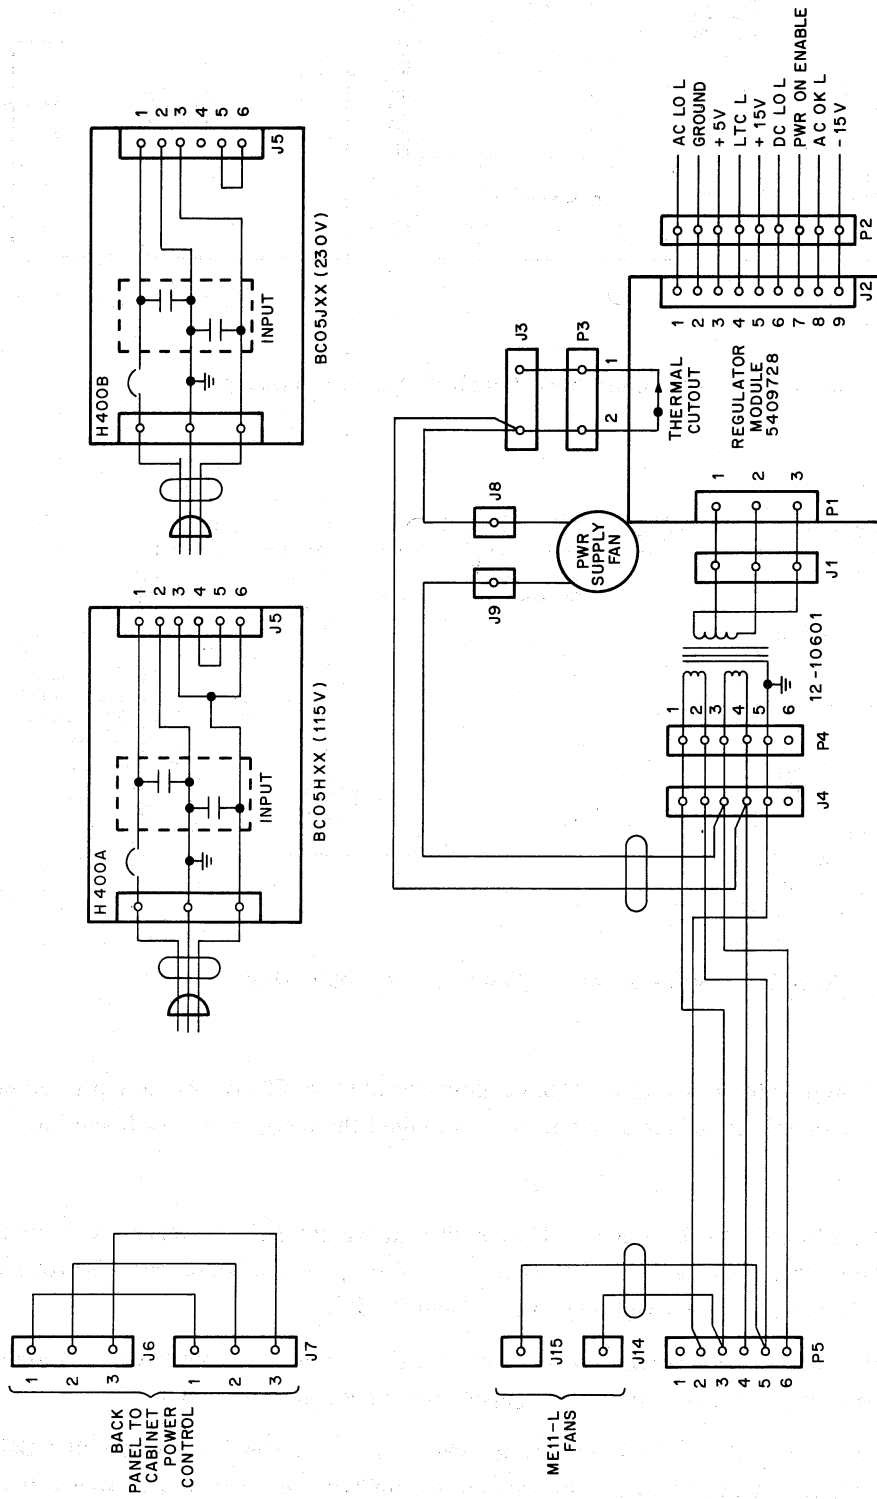 H400A
1
2
3
4
5
6
J5
INPUT
BC05HXX (115V)
H400B
1
2
3
4
5
6
J5
INPUT
BC05JXX (230V)
BACK
PANEL TO
CABINET
POWER
CONTROL
1
2
3
J6
1
2
3
J7
ME11-L
FANS
J15
J14
1
2
3
4
5
6
P5
J4
1
2
3
4
5
6
P4
12-10601
J1
1
2
3
P1
J9
J8
PWR
SUPPLY
FAN
J3
P3
2
1
THERMAL
CUTOUT
REGULATOR
MODULE
5409728
1
2
3
4
5
6
7
8
9
J2
P2
AC LO L
GROUND
+ 5V
LTC L
+ 15V
DC LO L
PWR ON ENABLE
AC OK L
-15V